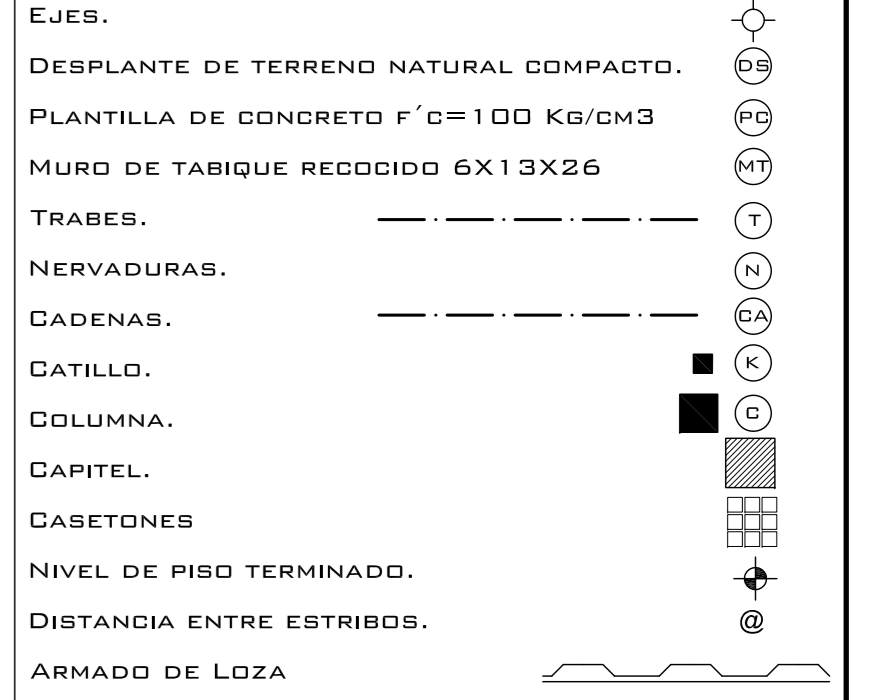 EJES.
DESPLANTE DE TERRENO NATURAL COMPACTO. DS
PLANTILLA DE CONCRETO F´C=100 KG/CM3 PC
MURO DE TABIQUE RECOCIDO 6X13X26 MT
TRABES. T
NERVADURAS. N
CADENAS. CA
CATILLO. K
COLUMNA. C
CAPITEL.
CASETONES
NIVEL DE PISO TERMINADO.
DISTANCIA ENTRE ESTRIBOS. @
ARMADO DE LOZA